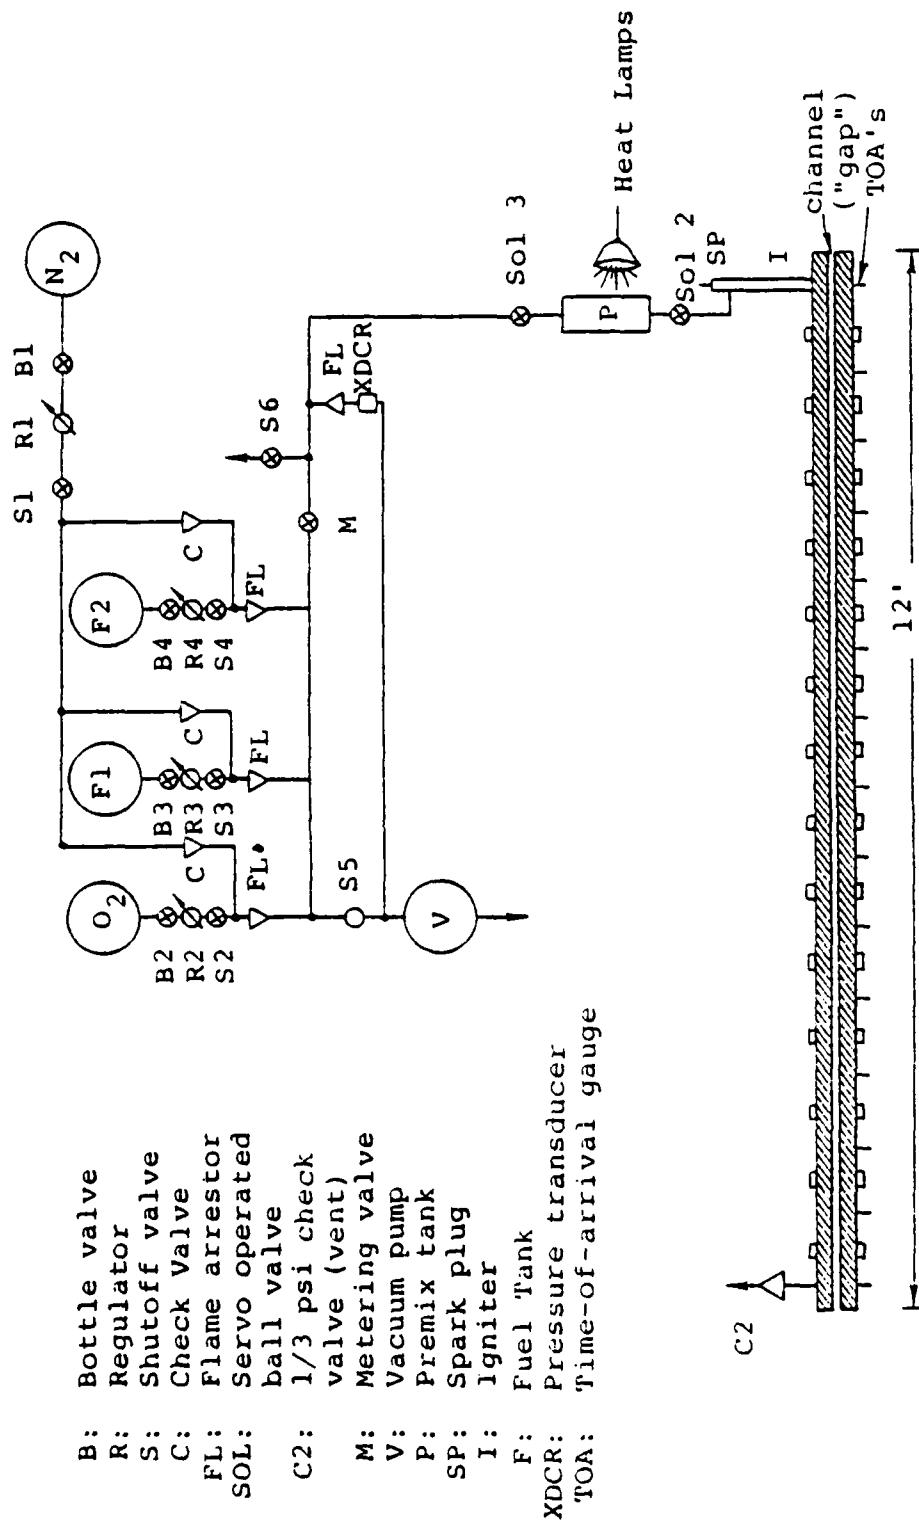 N2
S1 R1 B1
O2
F1
F2
B2
R2
S2
C
FL
B3
R3
S3
C
FL
B4
R4
S4
C
FL
S5
V
M
S6
FL
XDCR
Sol 3
P
Heat Lamps
Sol 2
SP
I
channel
("gap")
TOA's
C2
12'
B: Bottle valve
R: Regulator
S: Shutoff valve
C: Check Valve
FL: Flame arrestor
SOL: Servo operated
ball valve
C2: 1/3 psi check
valve (vent)
M: Metering valve
V: Vacuum pump
P: Premix tank
SP: Spark plug
I: Igniter
F: Fuel Tank
XDCR: Pressure transducer
TOA: Time-of-arrival gauge